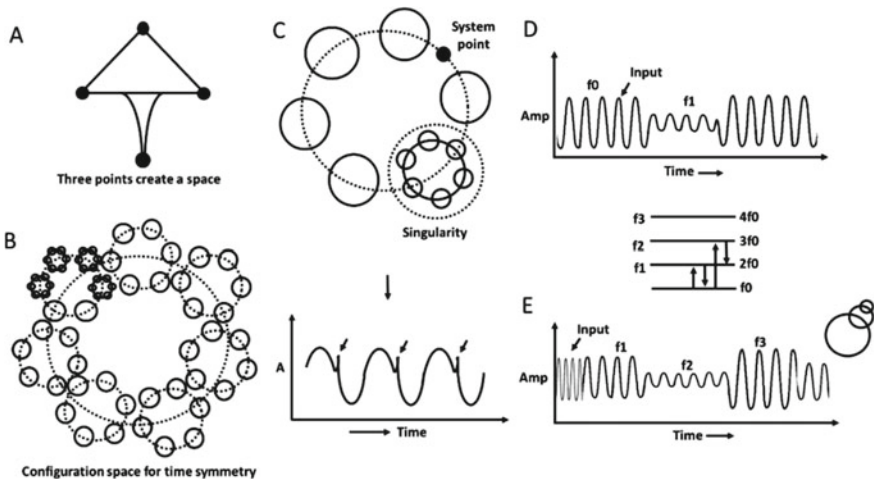 A
Three points create a space
B
Configuration space for time symmetry
C
System
point
Singularity
A
Time
D
Input
f0
f1
Amp
Time
f3
4f0
f2
3f0
f1
2f0
f0
E
Input
f1
f2
f3
Amp
Time